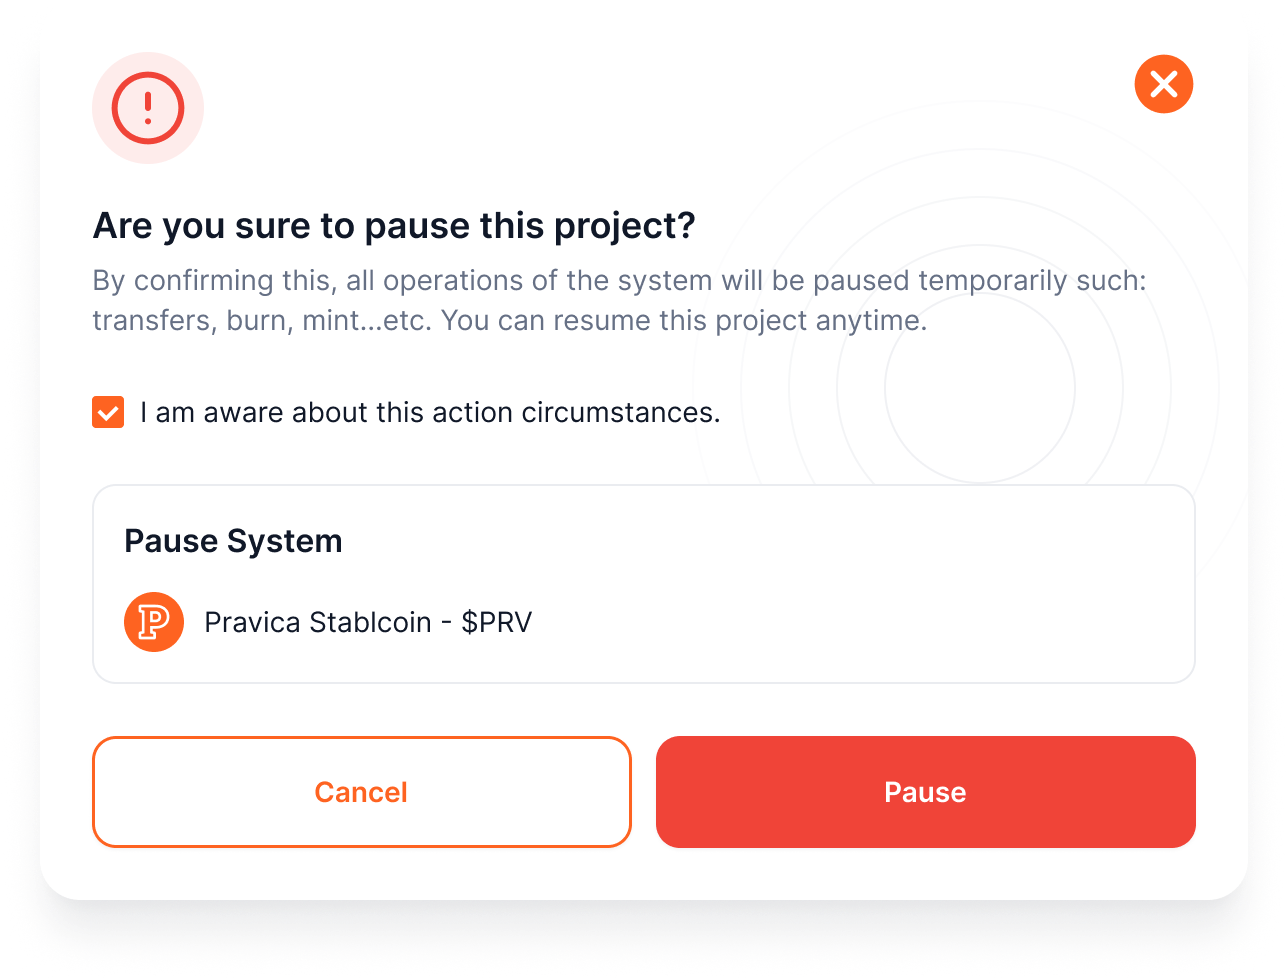 Are you sure to pause this project?
By confirming this, all operations of the system will be paused temporarily such:
transfers, burn, mint...etc. You can resume this project anytime.
I am aware about this action circumstances.
Pause System
P
Pravica Stablcoin - $PRV
Cancel
Pause